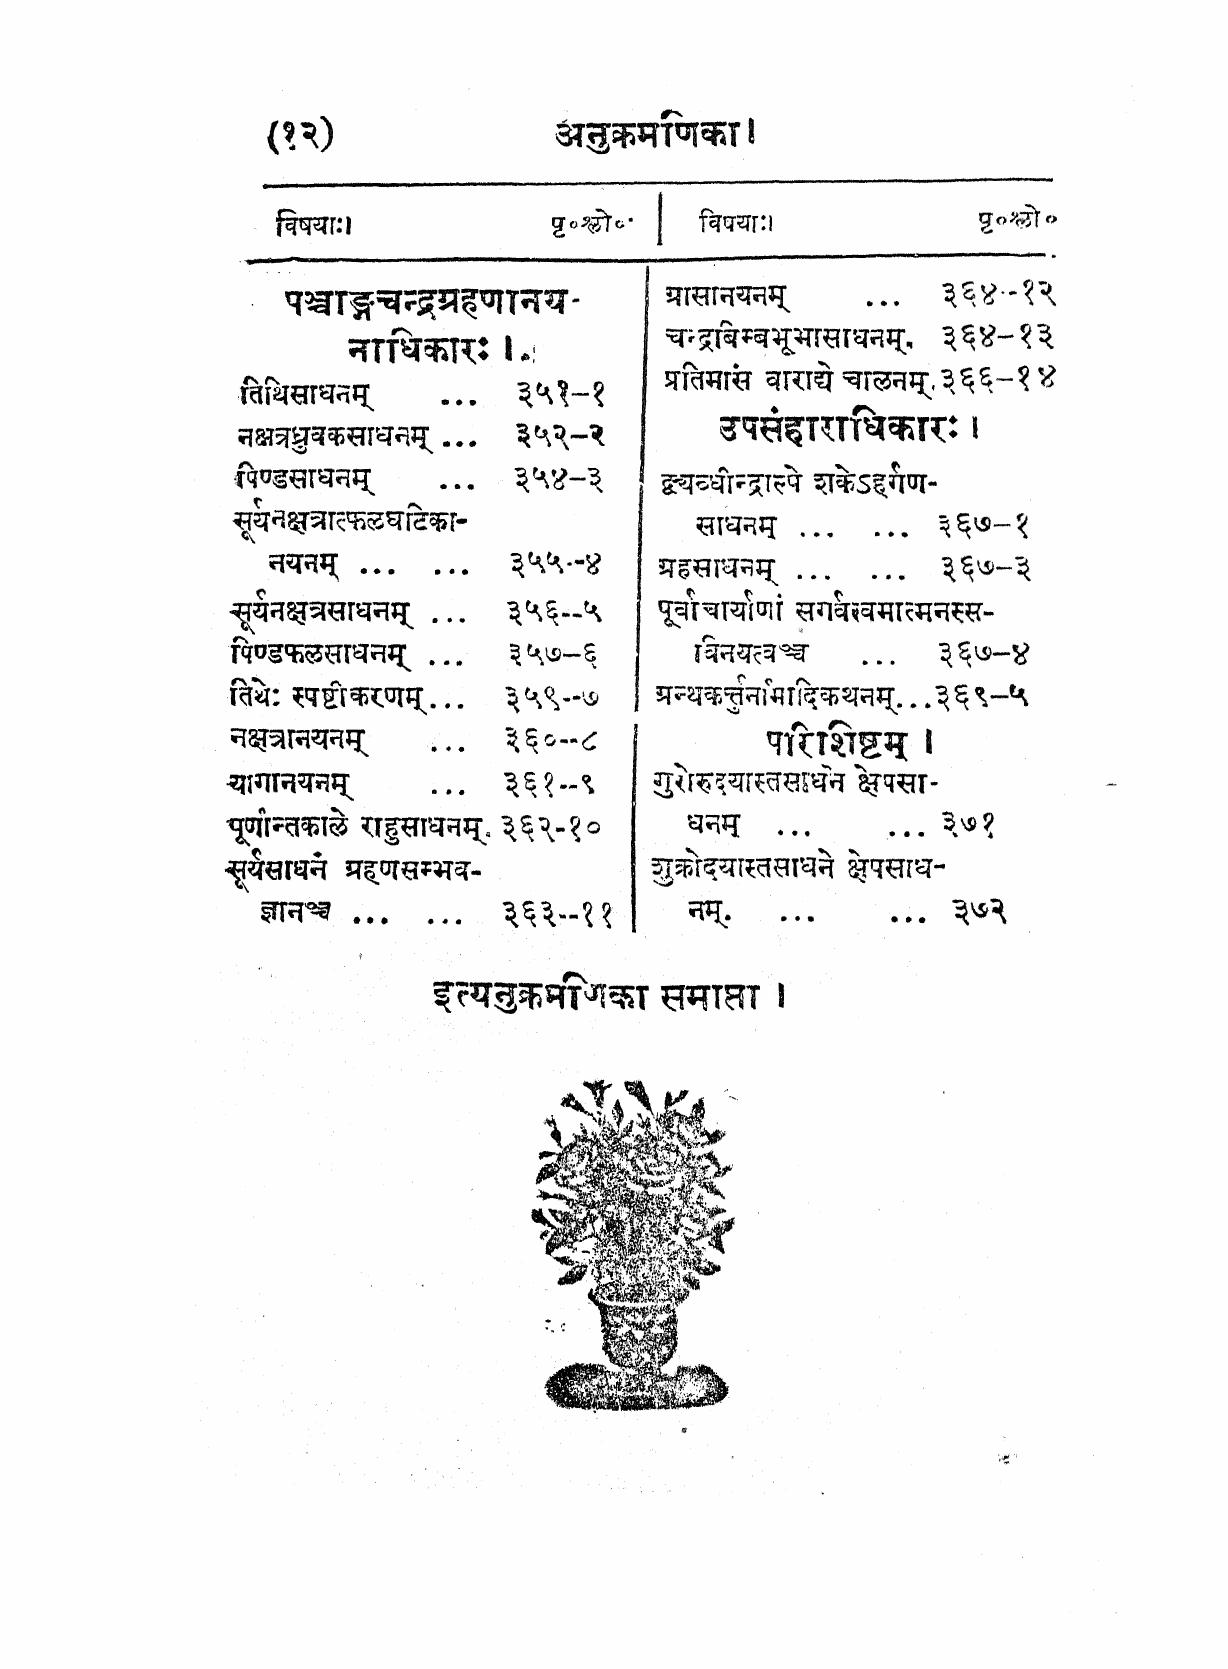 (१२) अनुक्रमणिका।
विषयाः। पृ०श्लो०
पञ्चाङ्गचन्द्रग्रहणानय-
नाधिकारः।
तिथिसाधनम् ... ३५१-१
नक्षत्रध्रुवकसाधनम् ... ३५२-२
पिण्डसाधनम् ... ३५४-३
सूर्यनक्षत्रात्फलघटिका-
नयनम् ... ... ३५५--४
सूर्यनक्षत्रसाधनम् ... ३५६--५
पिण्डफलसाधनम् ... ३५७-६
तिथेः स्पष्टीकरणम्... ३५९--७
नक्षत्रानयनम् ... ३६०--८
योगानयनम् ... ३६१--९
पूर्णान्तकाले राहुसाधनम्. ३६२-१०
सूर्यसाधनं ग्रहणसम्भव-
ज्ञानञ्च ... ... ३६३--११
विषयाः। पृ०श्लो०
ग्रासानयनम् ... ३६४--१२
चन्द्रबिम्बभूभासाधनम्. ३६४-१३
प्रतिमासं वाराद्ये चालनम्.३६६-१४
उपसंहाराधिकारः।
द्व्यब्धीन्द्राल्पे शकेऽहर्गण-
साधनम् ... ... ३६७-१
ग्रहसाधनम् ... ... ३६७-३
पूर्वाचार्याणां सगर्वत्वमात्मनस्स-
विनयत्वञ्च ... ३६७-४
ग्रन्थकर्त्तुर्नामादिकथनम्...३६९-५
परिशिष्टम् ।
गुरोरुदयास्तसाधने क्षेपसा-
धनम् ... ... ३७१
शुक्रोदयास्तसाधने क्षेपसाध-
नम्. ... ... ३७२
इत्यनुक्रमणिका समाप्ता ।